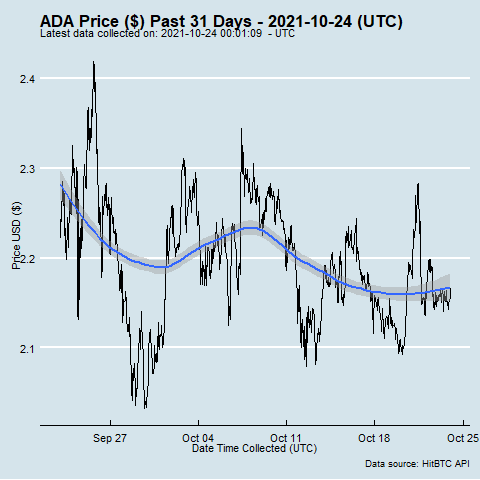 ADA Price ($) Past 31 Days - 2021-10-24 (UTC)
Latest data collected on: 2021-10-24 00:01:09 - UTC
2.4
2.3
2.2
2.1
Price USD ($)
Sep 27 Oct 04 Oct 11 Oct 18 Oct 25
Date Time Collected (UTC)
Data source: HitBTC API